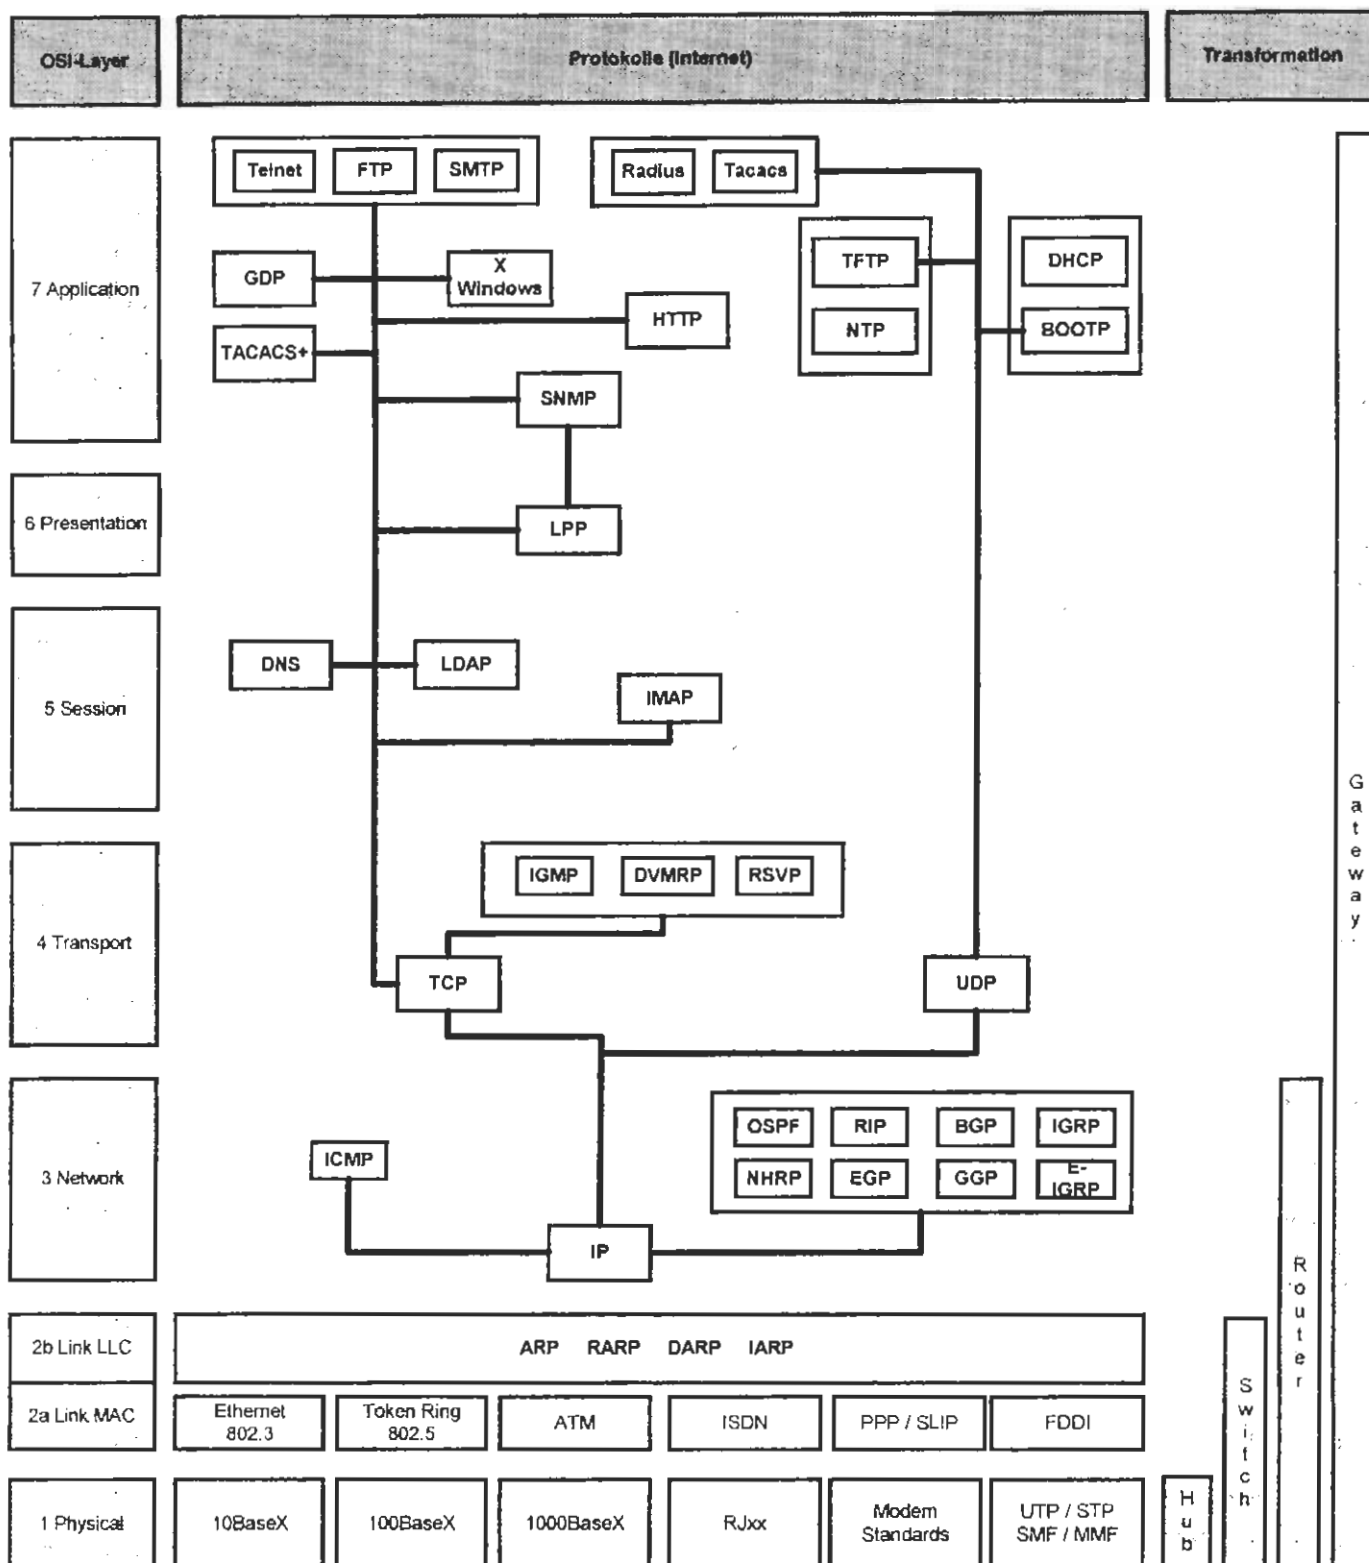 OSI-Layer
Protokolle (Internet)
Transformation
7 Application
Telnet
FTP
SMTP
Radius
Tacacs
GDP
X
Windows
TFTP
DHCP
HTTP
NTP
BOOTP
TACACS+
SNMP
6 Presentation
LPP
5 Session
DNS
LDAP
IMAP
4 Transport
IGMP
DVMRP
RSVP
TCP
UDP
3 Network
ICMP
OSPF
RIP
BGP
IGRP
NHRP
EGP
GGP
E-
IGRP
IP
2b Link LLC
ARP RARP DARP IARP
2a Link MAC
Ethernet
802.3
Token Ring
802.5
ATM
ISDN
PPP / SLIP
FDDI
1 Physical
10BaseX
100BaseX
1000BaseX
RJxx
Modem
Standards
UTP / STP
SMF / MMF
Hub
Switch
Router
Gateway